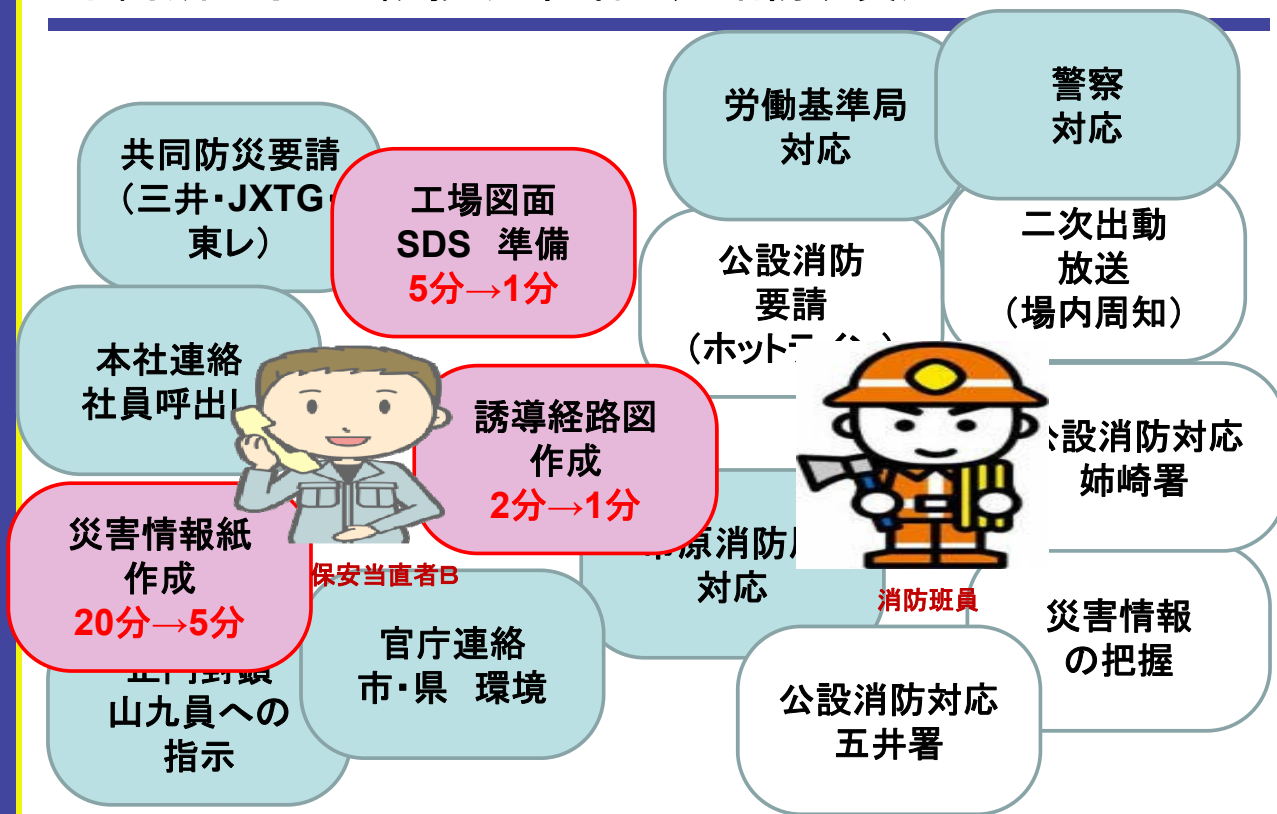 共同防災要請
（三井・JXTG・
東レ）
工場図面
SDS 準備
5分→1分
労働基準局
対応
警察
対応
公設消防
要請
二次出動
放送
（場内周知）
本社連絡
社員呼出し
誘導経路図
作成
2分→1分
設消防対応
姉崎署
災害情報紙
作成
20分→5分
保安当直者B
原消防
対応
消防班員
官庁連絡
市・県 環境
災害情報
の把握
公設消防対応
五井署
山九員への
指示